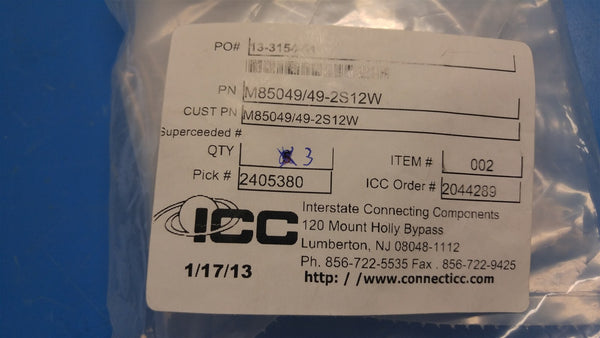 PO# 13-3154
PN M85049/49-2S12W
CUST PN M85049/49-2S12W
Superceeded #
QTY 3 ITEM # 002
Pick # 2405380 ICC Order # 2044289
ICC
Interstate Connecting Components
120 Mount Holly Bypass
Lumberton, NJ 08048-1112
Ph. 856-722-5535 Fax . 856-722-9425
1/17/13
http: / /www.connecticc.com